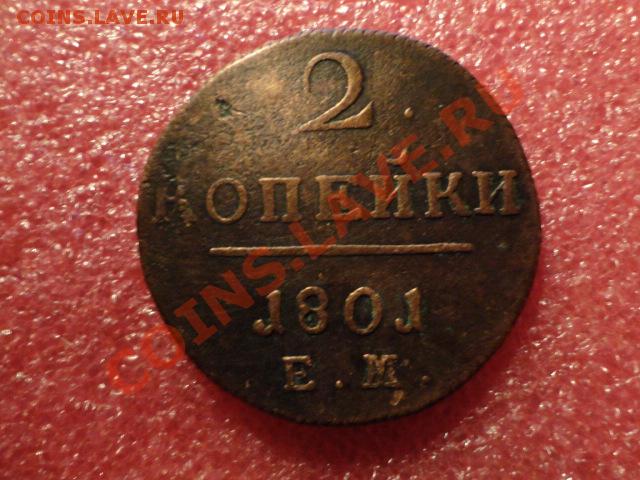 COINS.LAVE.RU
2
КОПЕЙКИ
1801
Е.М.
COINS.LAVE.RU